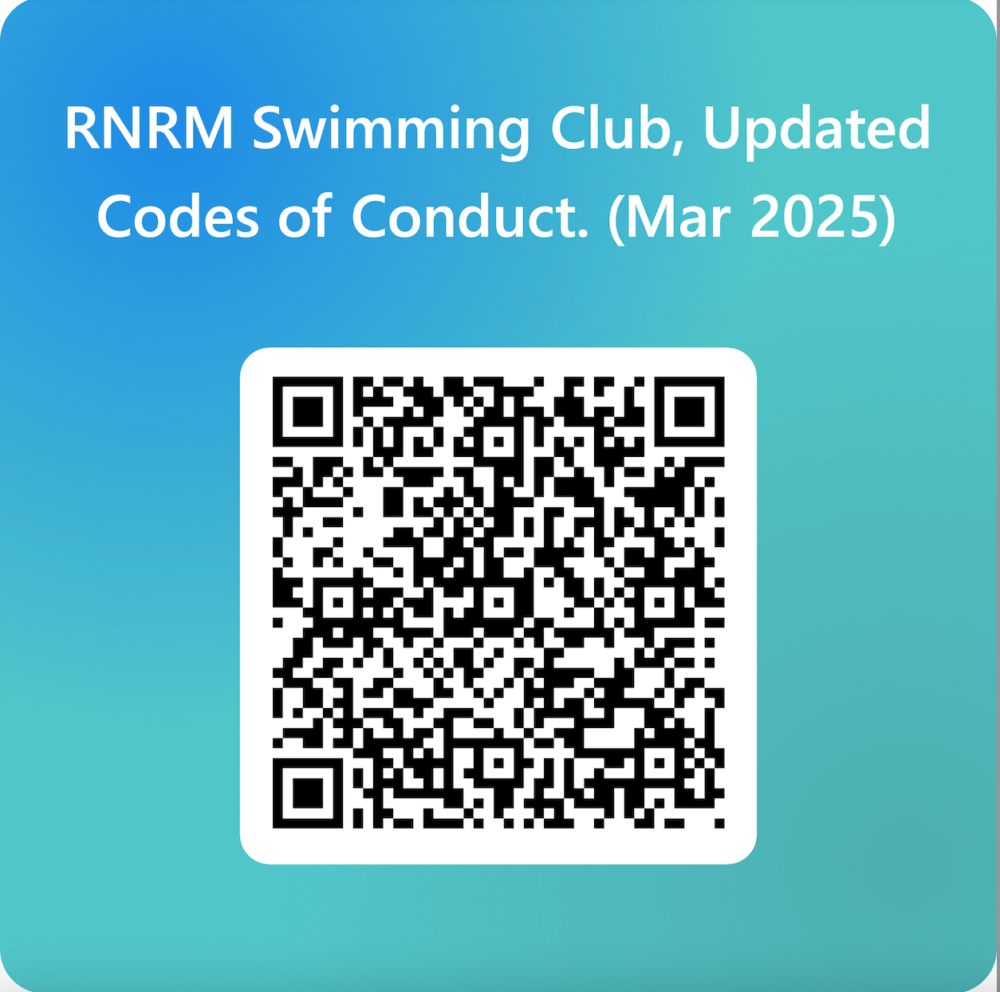 RNRM Swimming Club, Updated
Codes of Conduct. (Mar 2025)